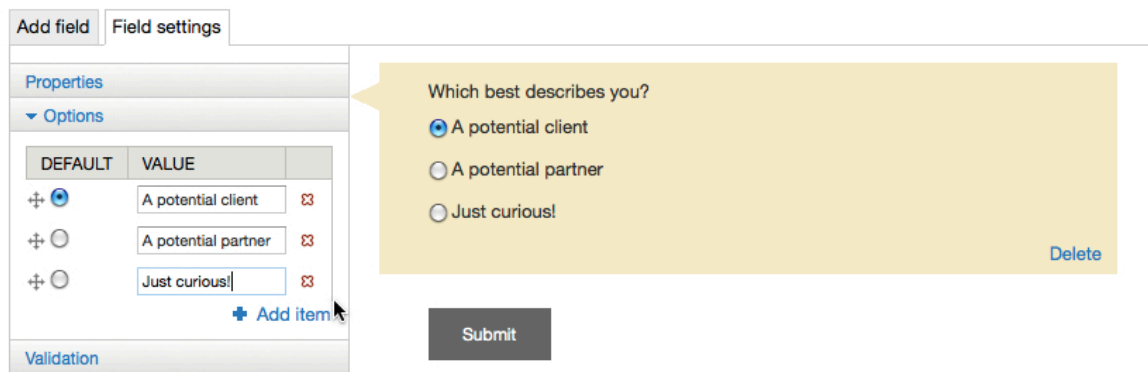 Add field
Field settings
Properties
Options
DEFAULT VALUE
A potential client
A potential partner
Just curious!
Add item
Validation
Which best describes you?
A potential client
A potential partner
Just curious!
Delete
Submit